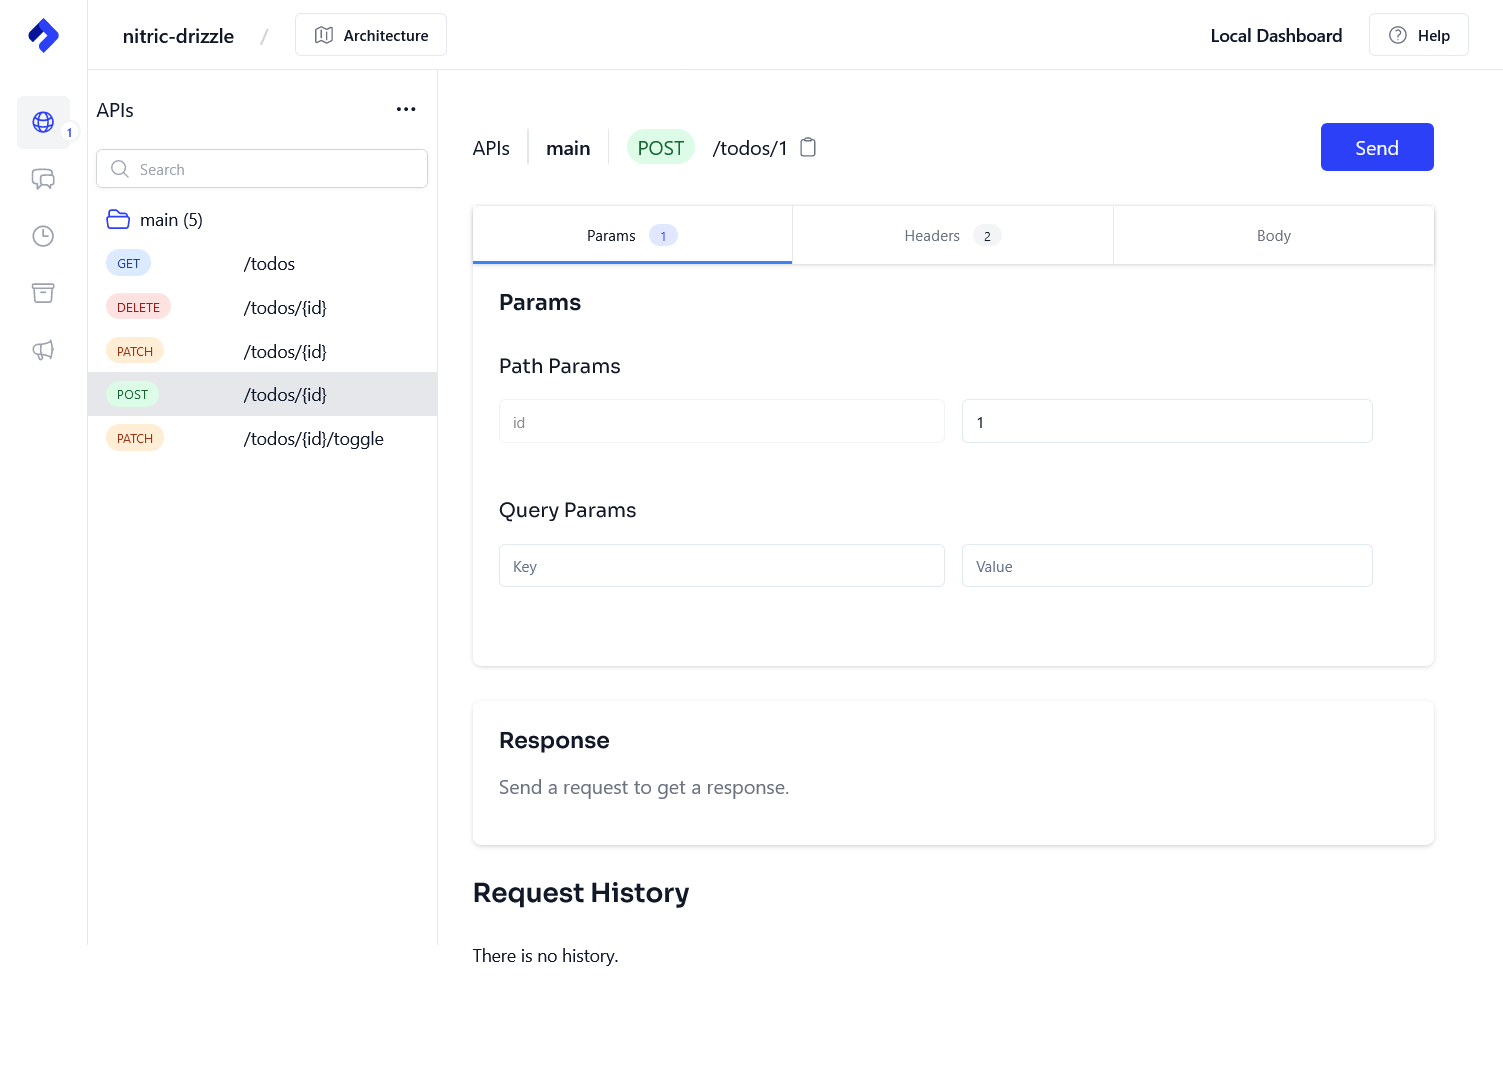 nitric-drizzle / Architecture Local Dashboard Help
1
APIs
Search
main (5)
GET /todos
DELETE /todos/{id}
PATCH /todos/{id}
POST /todos/{id}
PATCH /todos/{id}/toggle
APIs main POST /todos/1 Send
Params 1 Headers 2 Body
Params
Path Params
id 1
Query Params
Key Value
Response
Send a request to get a response.
Request History
There is no history.